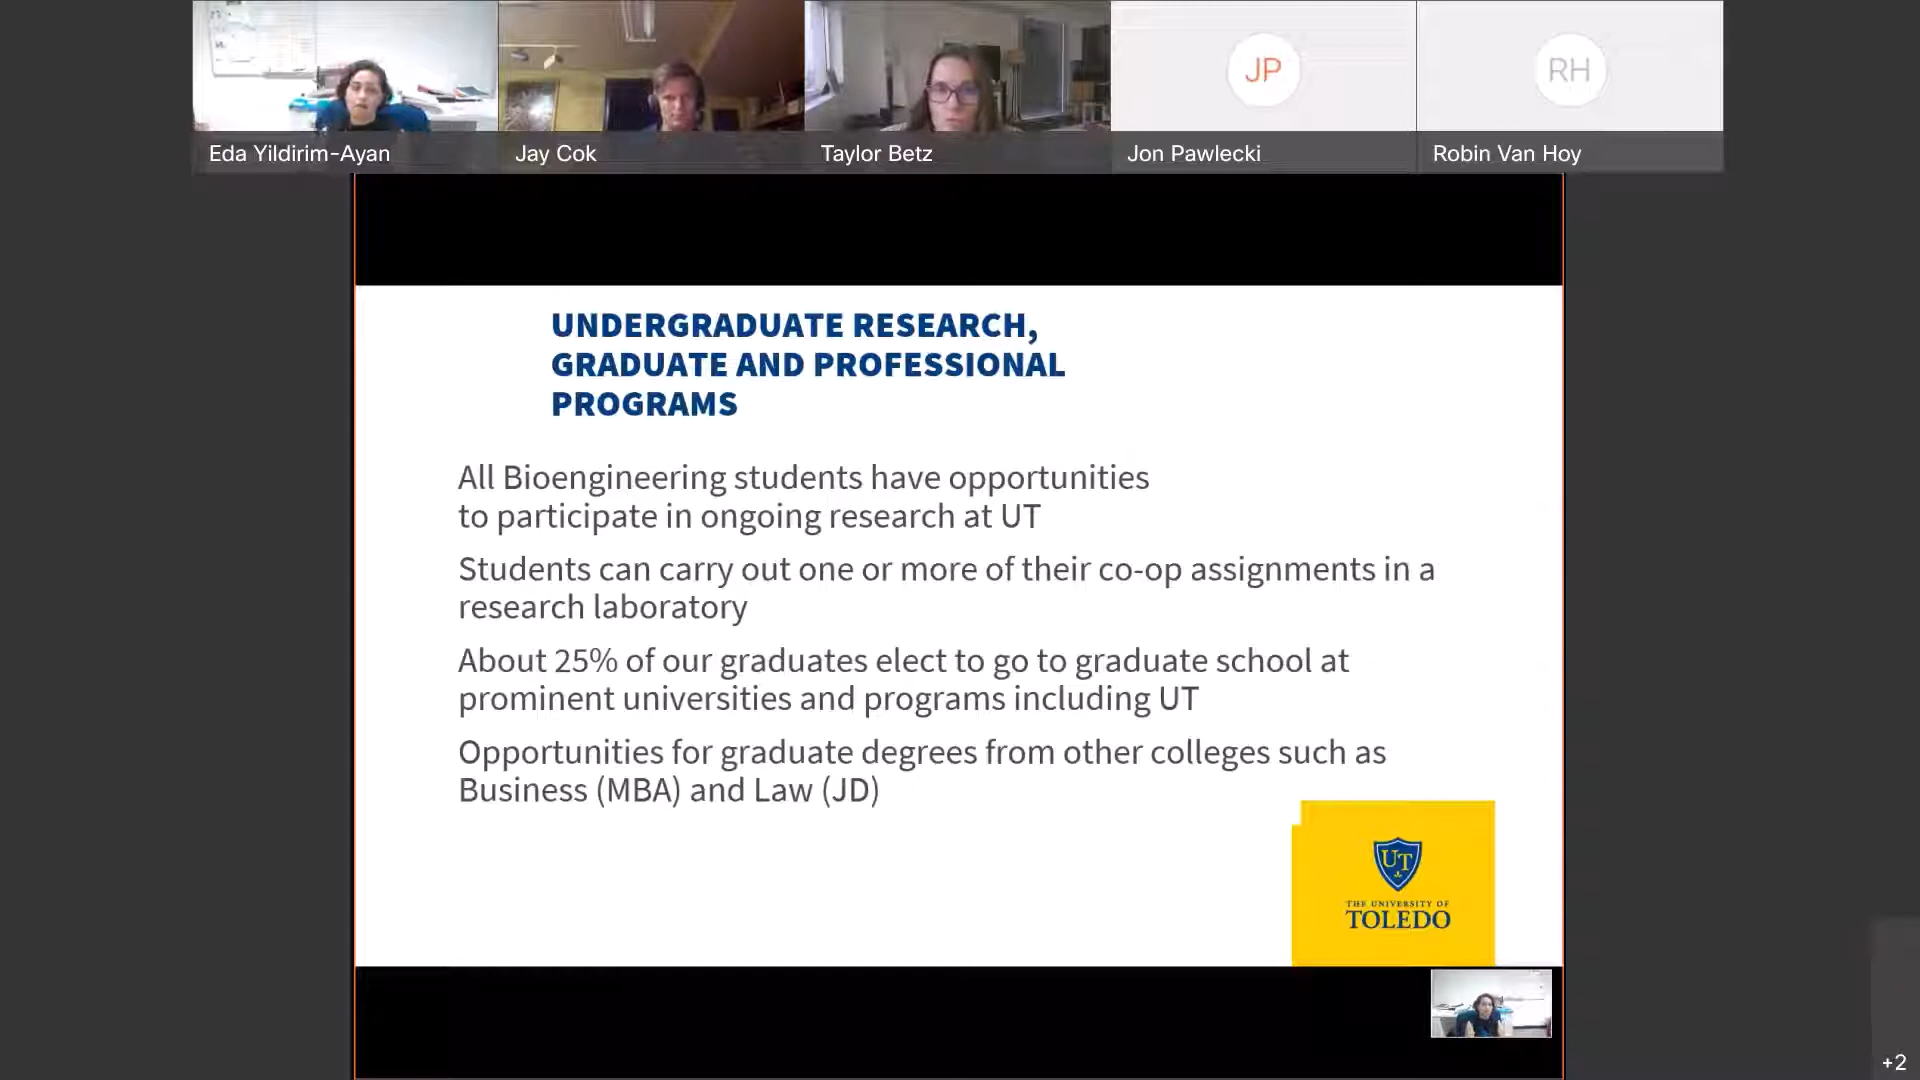 Eda Yildirim-Ayan
Jay Cok
Taylor Betz
JP
Jon Pawlecki
RH
Robin Van Hoy
UNDERGRADUATE RESEARCH,
GRADUATE AND PROFESSIONAL
PROGRAMS
All Bioengineering students have opportunities
to participate in ongoing research at UT
Students can carry out one or more of their co-op assignments in a
research laboratory
About 25% of our graduates elect to go to graduate school at
prominent universities and programs including UT
Opportunities for graduate degrees from other colleges such as
Business (MBA) and Law (JD)
UT
THE UNIVERSITY OF
TOLEDO
+2